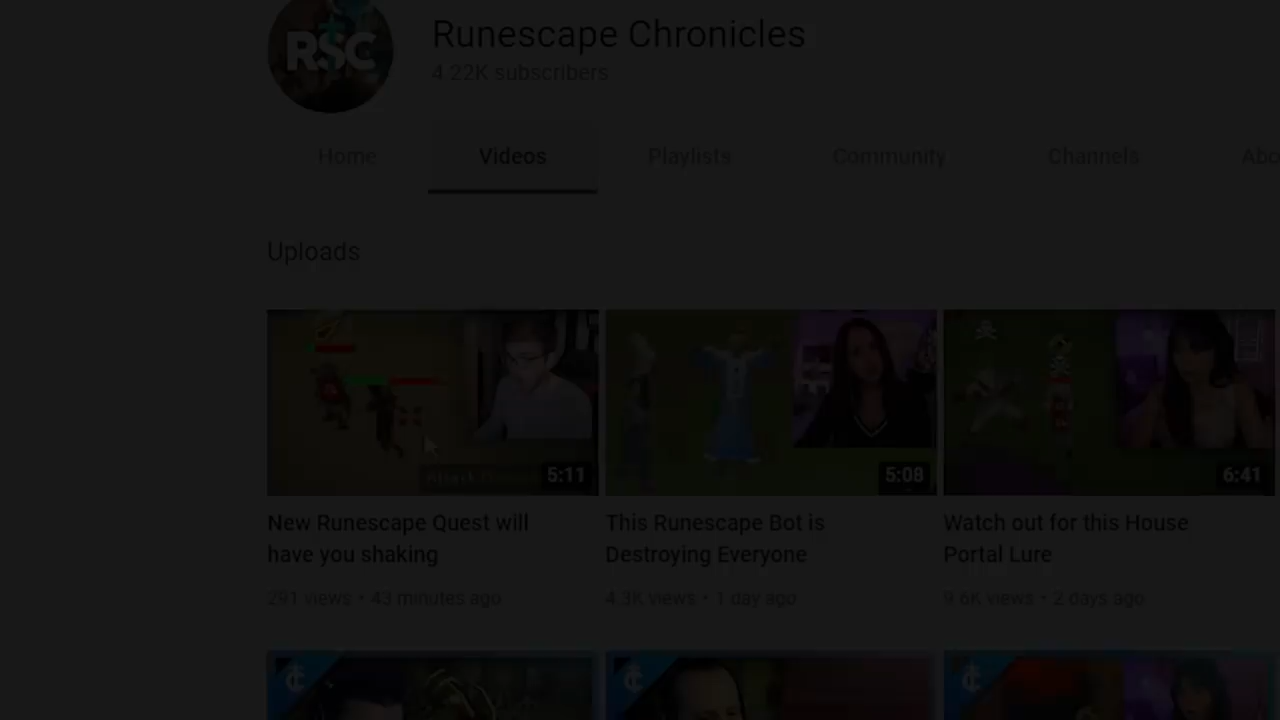 RSC
Runescape Chronicles
4.22K subscribers
Home
Videos
Playlists
Community
Channels
Abo
Uploads
5:11
5:08
6:41
New Runescape Quest will
have you shaking
This Runescape Bot is
Destroying Everyone
Watch out for this House
Portal Lure
291 views • 43 minutes ago
4.3K views • 1 day ago
9.6K views • 2 days ago